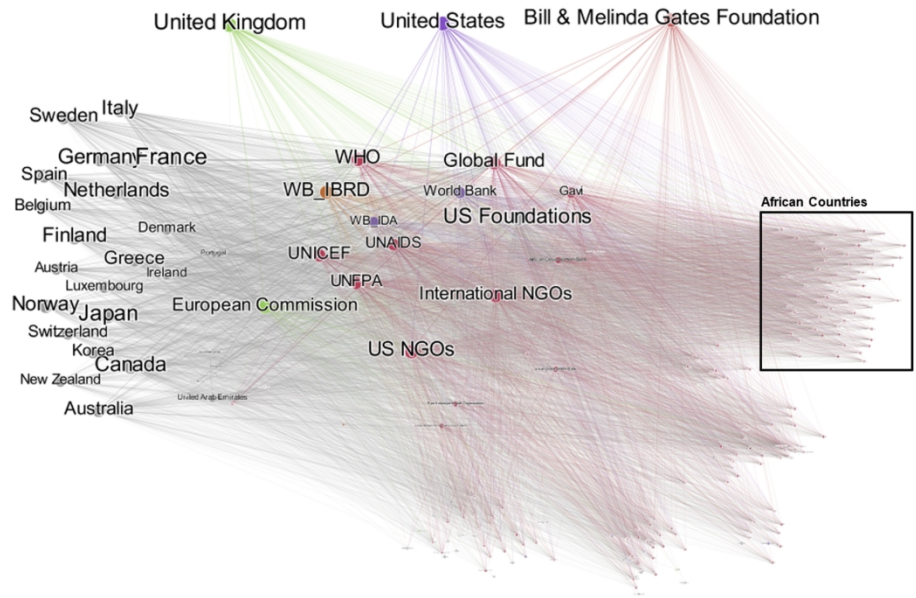 United Kingdom
United States
Bill & Melinda Gates Foundation
Sweden
Italy
Germany
France
Spain
Netherlands
Belgium
Denmark
Finland
Portugal
Greece
Austria
Ireland
Luxembourg
Norway
Japan
Switzerland
Korea
Canada
New Zealand
Australia
United Arab Emirates
WHO
Global Fund
WB_IBRD
World Bank
Gavi
WB_IDA
US Foundations
UNAIDS
UNICEF
UNFPA
International NGOs
European Commission
US NGOs
African Countries